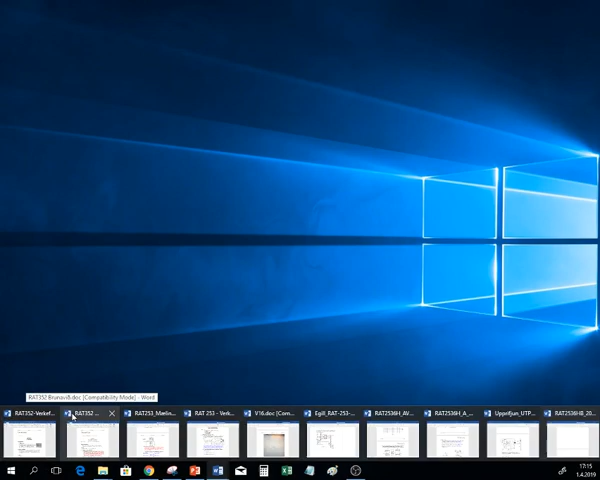 RAT352 Brunavið.doc [Compatibility Mode] - Word
RAT352-Verkef...
RAT352 ...
RAT253_Mælin...
RAT 253 - Verk...
V16.doc [Com...
Egill_RAT-253-...
RAT2536H_AV...
RAT2536H_A_...
Upprifjun_UTP...
RAT2536HB_20...
17:15
1.4.2019